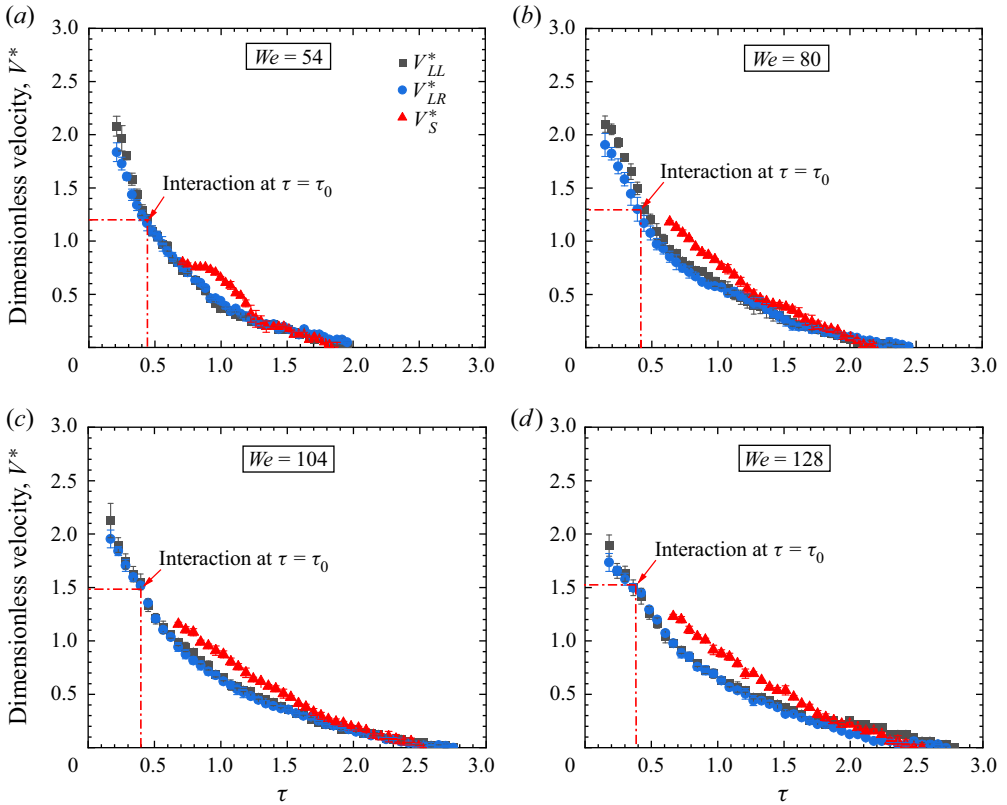 (a)
3.0
2.5
2.0
1.5
1.0
0.5
0
0.5
1.0
1.5
2.0
2.5
3.0
Dimensionless velocity, V*
We = 54
V*LL
V*LR
V*S
Interaction at τ = τ0
(b)
3.0
2.5
2.0
1.5
1.0
0.5
0
0.5
1.0
1.5
2.0
2.5
3.0
We = 80
Interaction at τ = τ0
(c)
3.0
2.5
2.0
1.5
1.0
0.5
0
0.5
1.0
1.5
2.0
2.5
3.0
Dimensionless velocity, V*
We = 104
Interaction at τ = τ0
τ
(d)
3.0
2.5
2.0
1.5
1.0
0.5
0
0.5
1.0
1.5
2.0
2.5
3.0
We = 128
Interaction at τ = τ0
τ